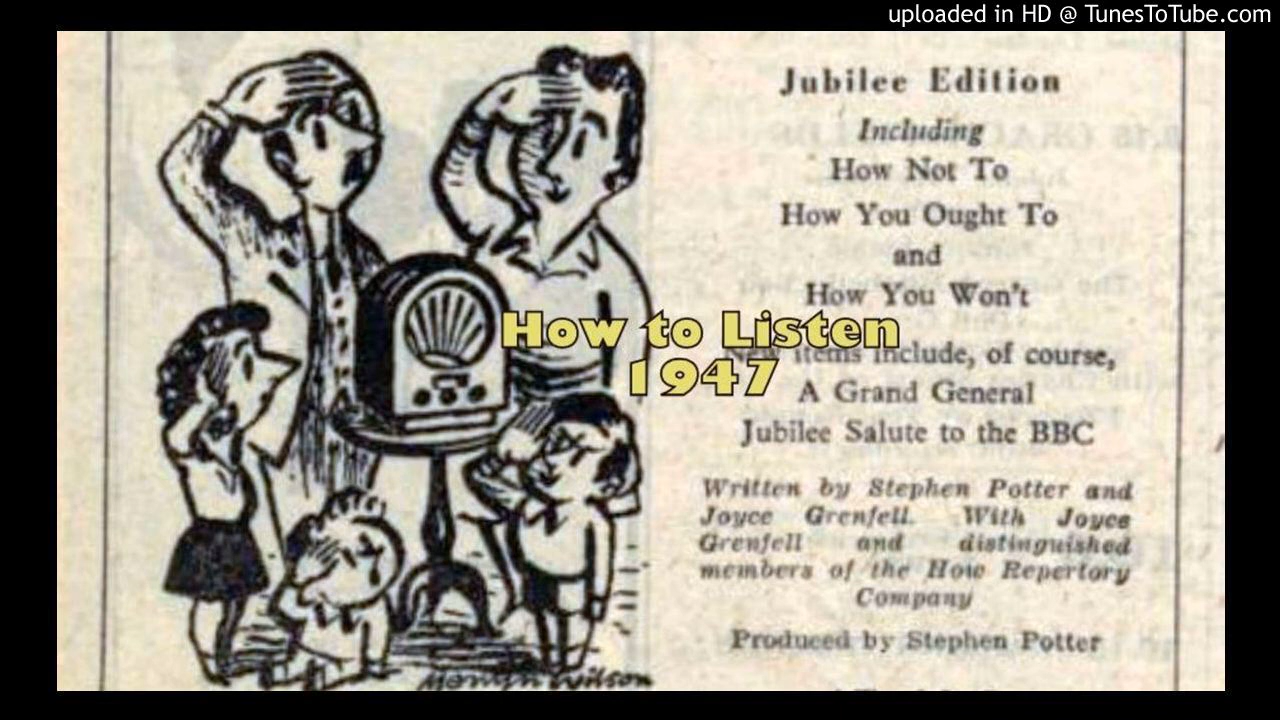 uploaded in HD @ TunesToTube.com
Jubilee Edition
Including
How Not To
How You Ought To
and
How You Won't
How to Listen
1947
New items include, of course,
A Grand General
Jubilee Salute to the BBC
Written by Stephen Potter and
Joyce Grenfell. With Joyce
Grenfell and distinguished
members of the How Repertory
Company
Produced by Stephen Potter
Wilson